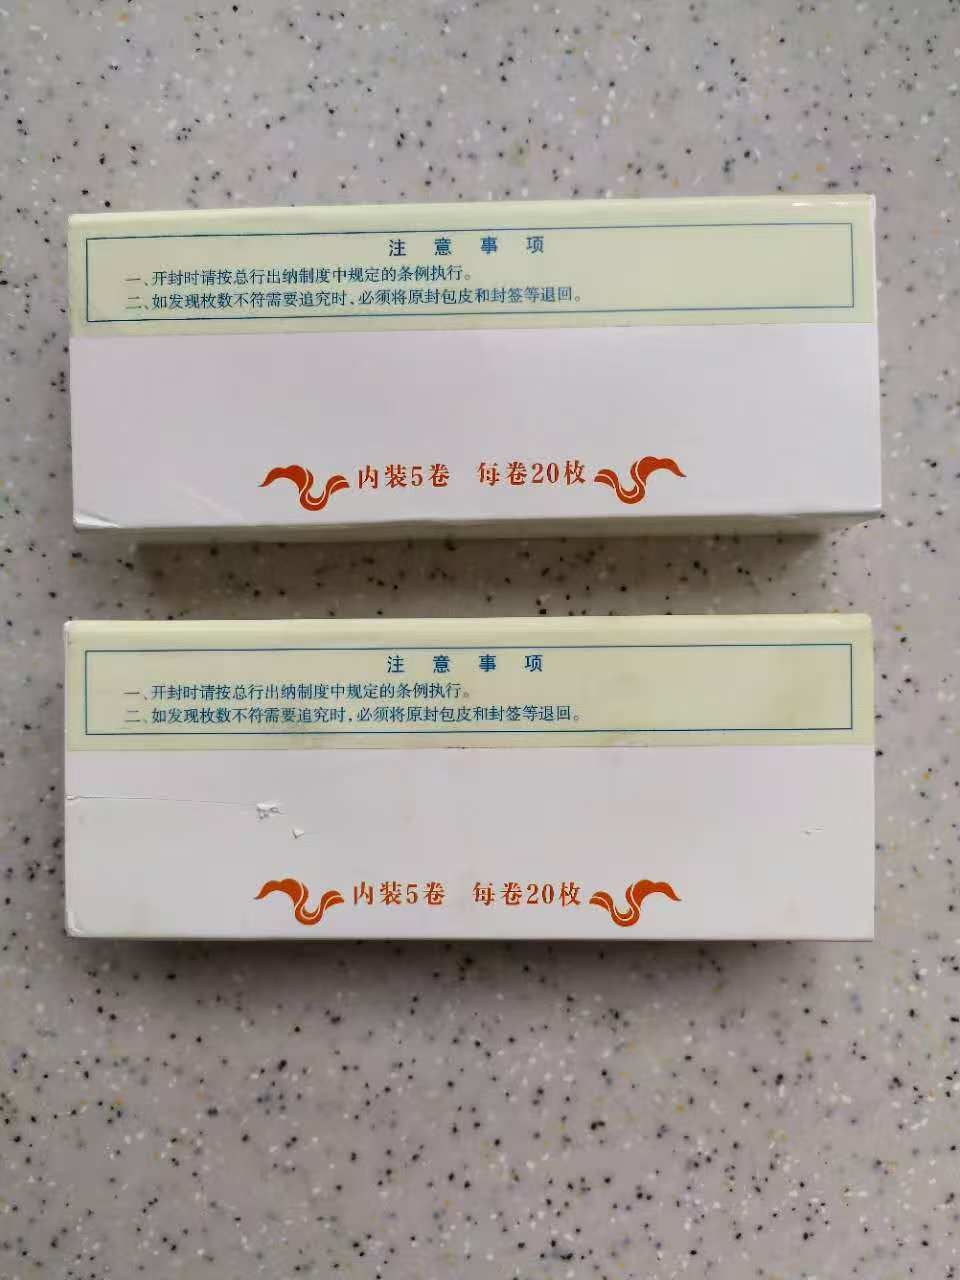 注意事项
一、开封时请按总行出纳制度中规定的条例执行。
二、如发现枚数不符需要追究时，必须将原封包皮和封签等退回。
内装5卷 每卷20枚
注意事项
一、开封时请按总行出纳制度中规定的条例执行。
二、如发现枚数不符需要追究时，必须将原封包皮和封签等退回。
内装5卷 每卷20枚